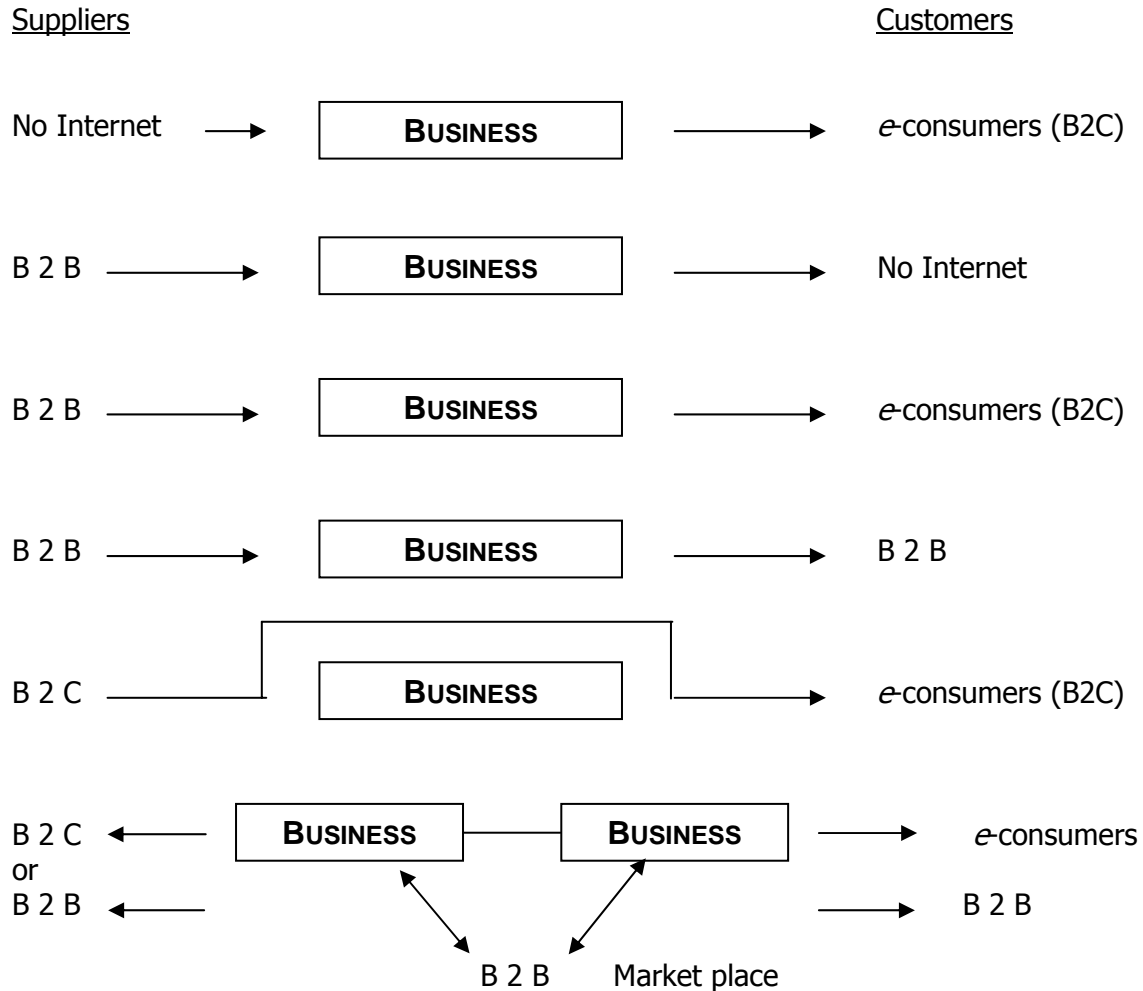 Suppliers Customers
No Internet BUSINESS e-consumers (B2C)
B 2 B BUSINESS No Internet
B 2 B BUSINESS e-consumers (B2C)
B 2 B BUSINESS B 2 B
B 2 C BUSINESS e-consumers (B2C)
B 2 C BUSINESS BUSINESS e-consumers
or
B 2 B B 2 B
B 2 B Market place